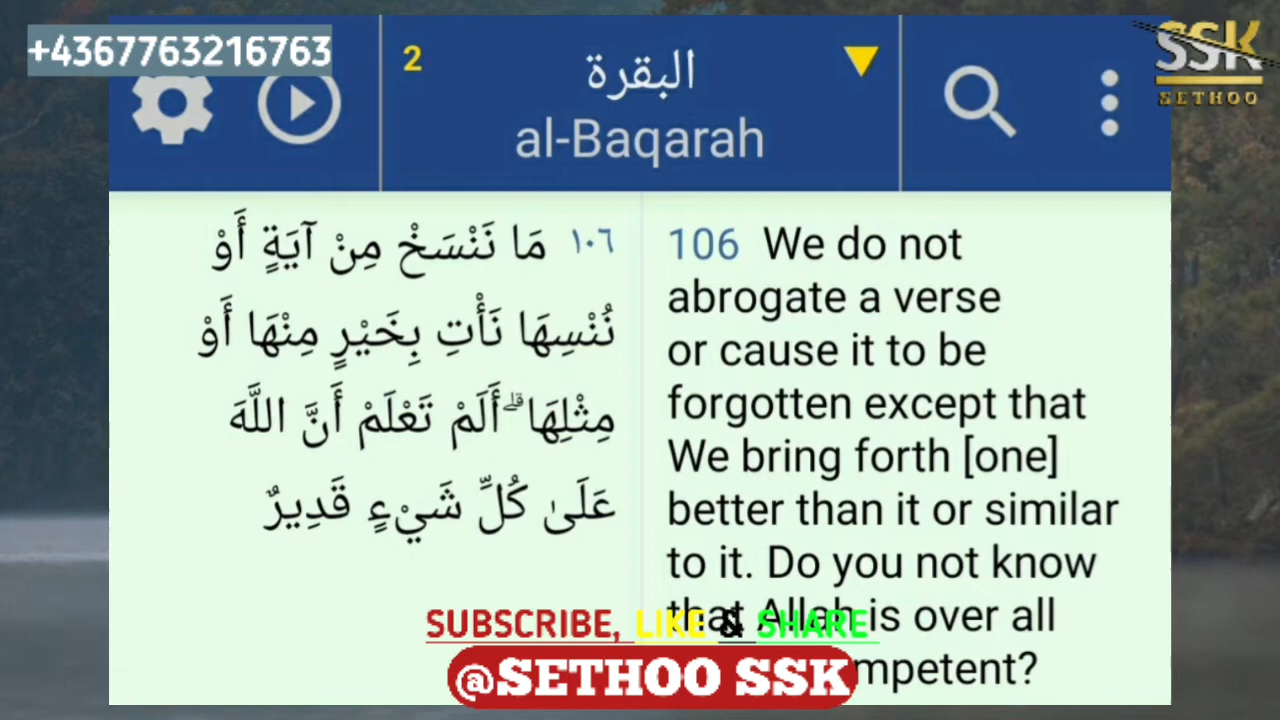 +4367763216763
2
البقرة
al-Baqarah
SSK
SETHOO
١٠٦ مَا نَنْسَخْ مِنْ آيَةٍ أَوْ
نُنْسِهَا نَأْتِ بِخَيْرٍ مِنْهَا أَوْ
مِثْلِهَا ۗ أَلَمْ تَعْلَمْ أَنَّ اللَّهَ
عَلَىٰ كُلِّ شَيْءٍ قَدِيرٌ
106 We do not
abrogate a verse
or cause it to be
forgotten except that
We bring forth [one]
better than it or similar
to it. Do you not know
that Allah is over all
mpetent?
SUBSCRIBE, LIKE & SHARE
@SETHOO SSK